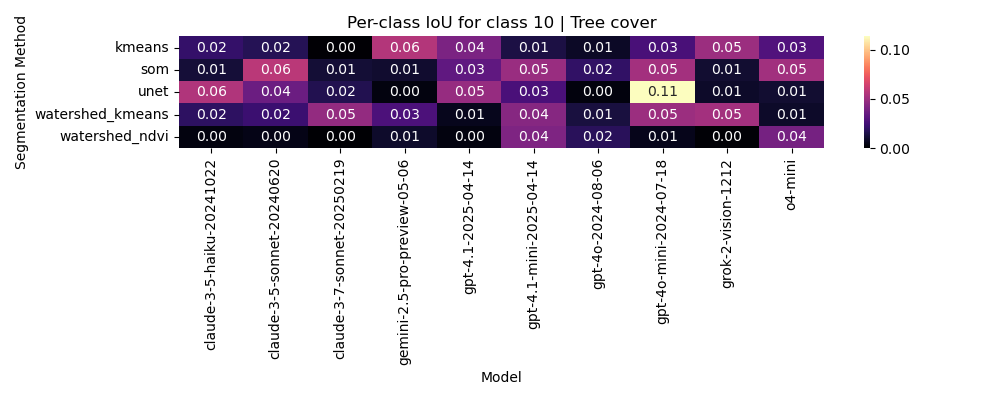 Per-class IoU for class 10 | Tree cover
Segmentation Method
kmeans 0.02 0.02 0.00 0.06 0.04 0.01 0.01 0.03 0.05 0.03
som 0.01 0.06 0.01 0.01 0.03 0.05 0.02 0.05 0.01 0.05
unet 0.06 0.04 0.02 0.00 0.05 0.03 0.00 0.11 0.01 0.01
watershed_kmeans 0.02 0.02 0.05 0.03 0.01 0.04 0.01 0.05 0.05 0.01
watershed_ndvi 0.00 0.00 0.00 0.01 0.00 0.04 0.02 0.01 0.00 0.04
0.10
0.05
0.00
claude-3-5-haiku-20241022
claude-3-5-sonnet-20240620
claude-3-7-sonnet-20250219
gemini-2.5-pro-preview-05-06
gpt-4.1-2025-04-14
gpt-4.1-mini-2025-04-14
gpt-4o-2024-08-06
gpt-4o-mini-2024-07-18
grok-2-vision-1212
o4-mini
Model